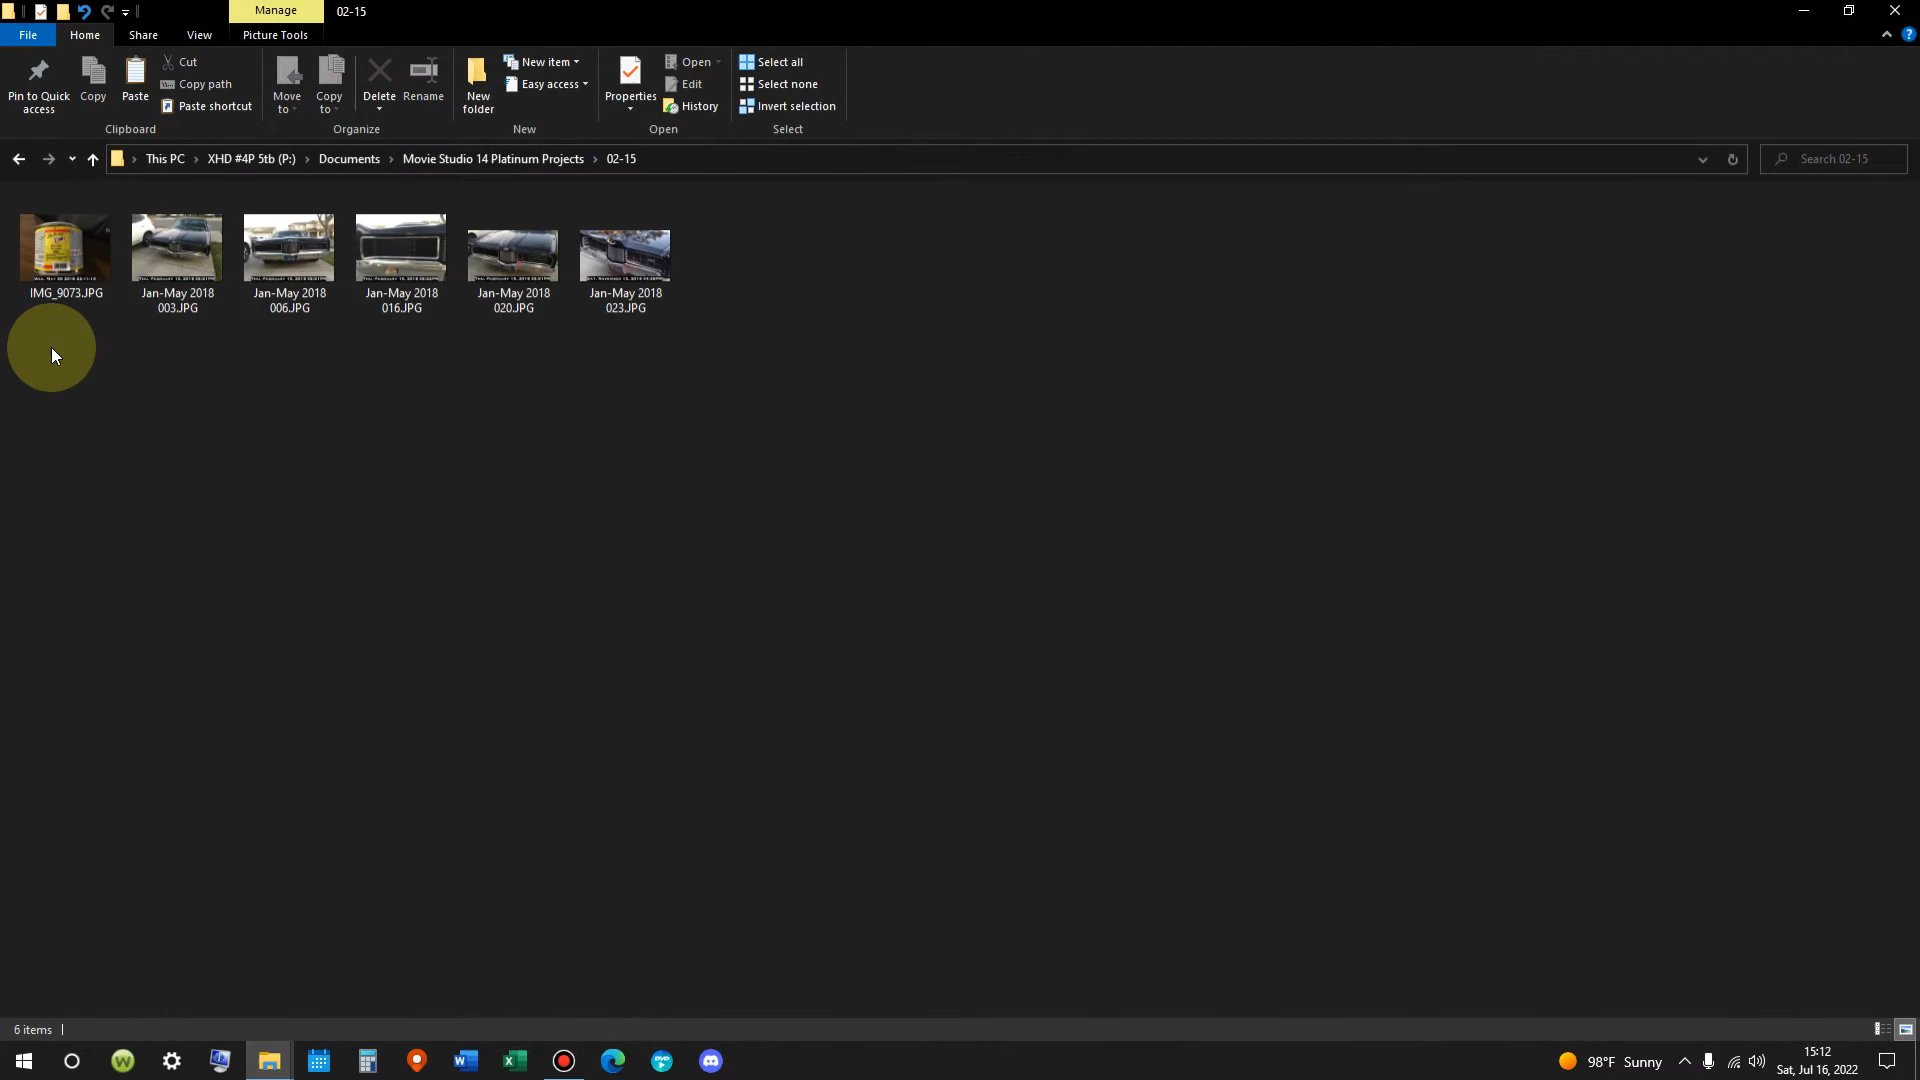 Manage
02-15
File
Home
Share
View
Picture Tools
Pin to Quick
access
Copy
Paste
Cut
Copy path
Paste shortcut
Clipboard
Move
to
Copy
to
Delete
Rename
Organize
New
folder
New item
Easy access
New
Properties
Open
Edit
History
Open
Select all
Select none
Invert selection
Select
This PC
XHD #4P 5tb (P:)
Documents
Movie Studio 14 Platinum Projects
02-15
Search 02-15
IMG_9073.JPG
Jan-May 2018
003.JPG
Jan-May 2018
006.JPG
Jan-May 2018
016.JPG
Jan-May 2018
020.JPG
Jan-May 2018
023.JPG
6 items
98°F Sunny
15:12
Sat, Jul 16, 2022